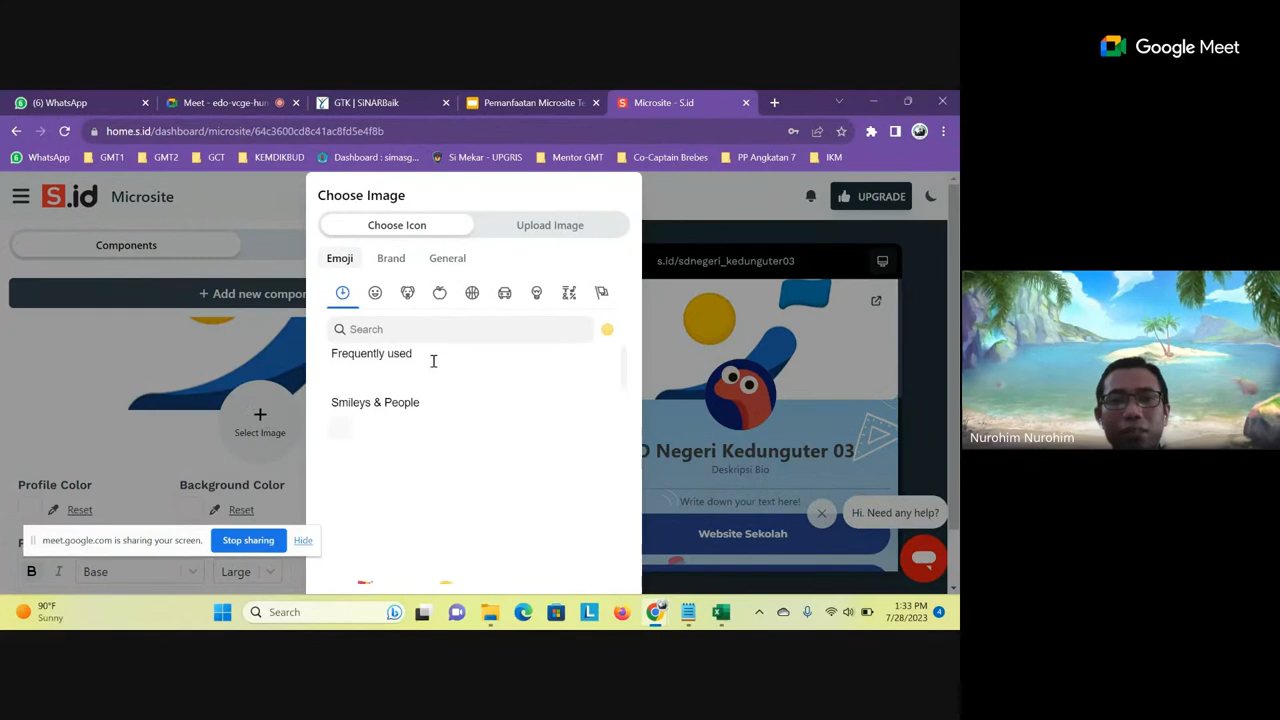 Google Meet
(6) WhatsApp
Meet - edo-vcge-hun
GTK | SiNARBaik
Pemanfaatan Microsite Te
Microsite - S.id
home.s.id/dashboard/microsite/64c3600cd8c41ac8fd5e4f8b
WhatsApp
GMT1
GMT2
GCT
KEMDIKBUD
Dashboard : simasg...
Si Mekar - UPGRIS
Mentor GMT
Co-Captain Brebes
PP Angkatan 7
IKM
S.id
Microsite
UPGRADE
Choose Image
Choose Icon
Upload Image
Components
Emoji
Brand
General
s.id/sdnegeri_kedunguter03
+ Add new compor
Search
Frequently used
Smileys & People
Select Image
D Negeri Kedunguter 03
Deskripsi Bio
Profile Color
Background Color
Reset
Reset
Write down your text here!
Hi. Need any help?
Website Sekolah
meet.google.com is sharing your screen.
Stop sharing
Hide
B
I
Base
Large
90°F
Sunny
Search
1:33 PM
7/28/2023
4
Nurohim Nurohim